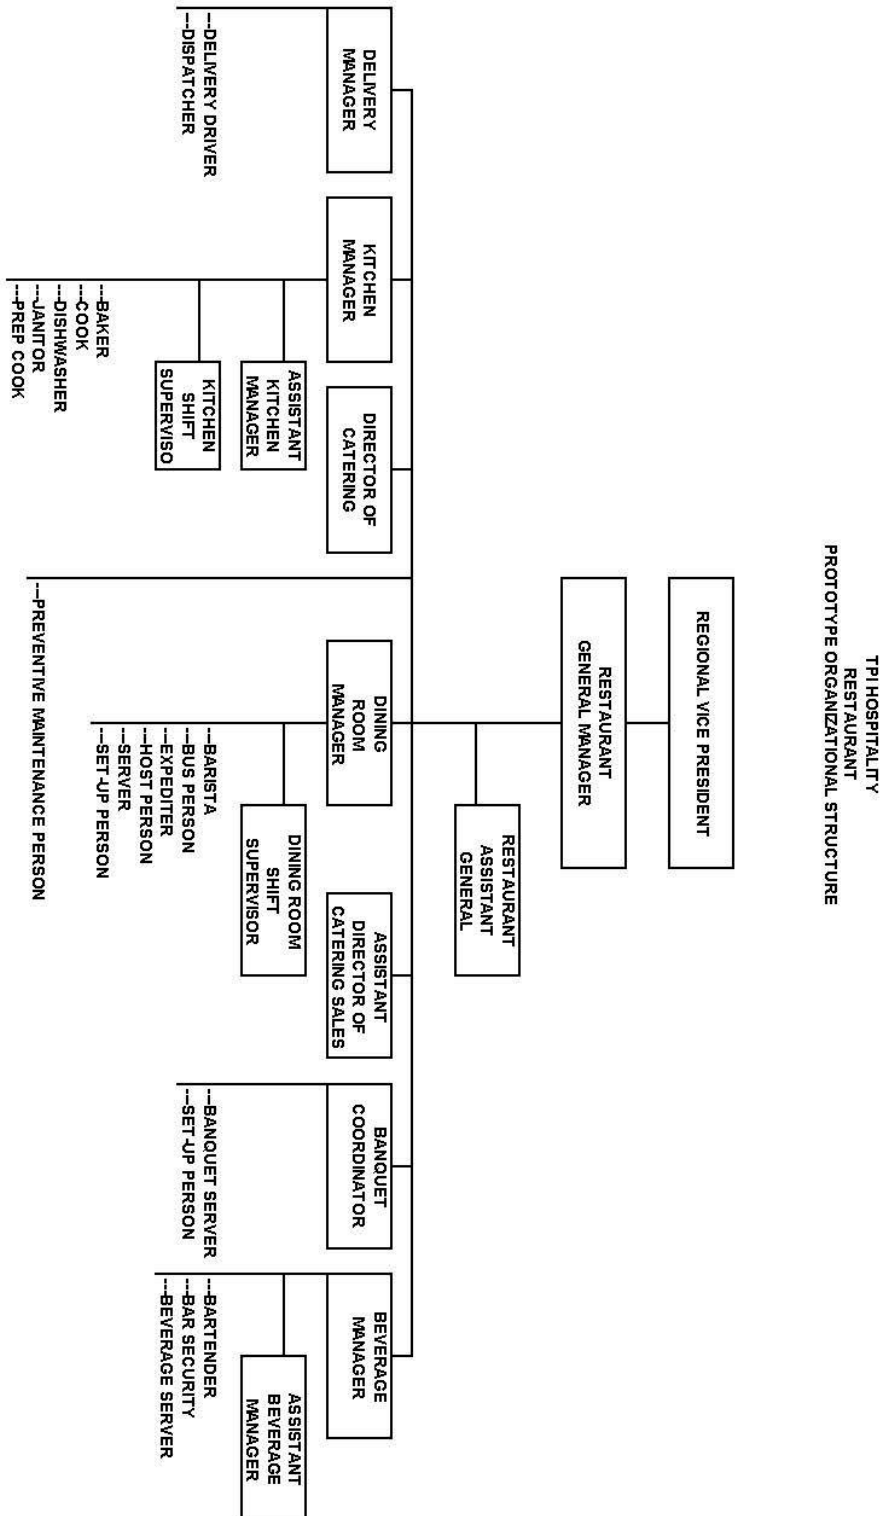 TPI HOSPITALITY
RESTAURANT
PROTOTYPE ORGANIZATIONAL STRUCTURE
REGIONAL VICE PRESIDENT
RESTAURANT
GENERAL MANAGER
RESTAURANT
ASSISTANT
GENERAL
DELIVERY
MANAGER
---DELIVERY DRIVER
---DISPATCHER
KITCHEN
MANAGER
ASSISTANT
KITCHEN
MANAGER
KITCHEN
SHIFT
SUPERVISO
---BAKER
---COOK
---DISHWASHER
---JANITOR
---PREP COOK
DIRECTOR OF
CATERING
---PREVENTIVE MAINTENANCE PERSON
DINING
ROOM
MANAGER
DINING ROOM
SHIFT
SUPERVISOR
---BARISTA
---BUS PERSON
---EXPEDITER
---HOST PERSON
---SERVER
---SET-UP PERSON
ASSISTANT
DIRECTOR OF
CATERING SALES
BANQUET
COORDINATOR
---BANQUET SERVER
---SET-UP PERSON
BEVERAGE
MANAGER
ASSISTANT
BEVERAGE
MANAGER
---BARTENDER
---BAR SECURITY
---BEVERAGE SERVER